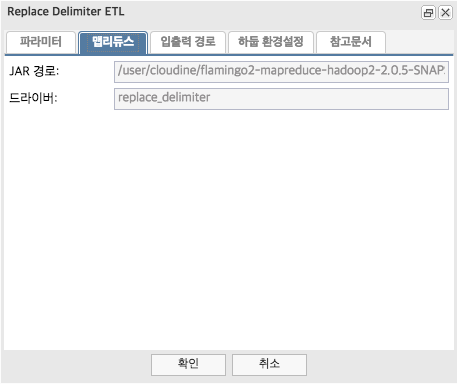 Replace Delimiter ETL
파라미터 맵리듀스 입출력 경로 하둡 환경설정 참고문서
JAR 경로: /user/cloudine/flamingo2-mapreduce-hadoop2-2.0.5-SNAP
드라이버: replace_delimiter
확인 취소